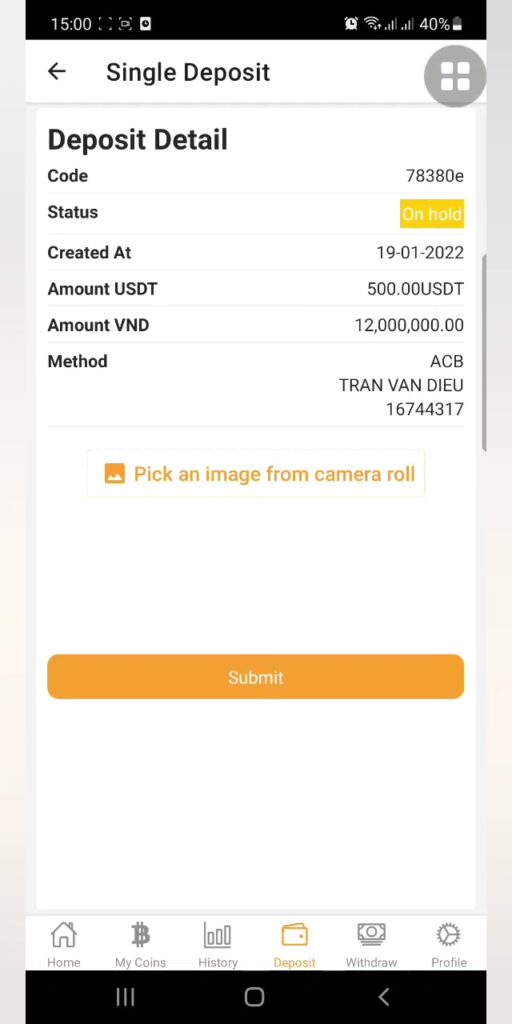 15:00 40%
Single Deposit
Deposit Detail
Code 78380e
Status On hold
Created At 19-01-2022
Amount USDT 500.00USDT
Amount VND 12,000,000.00
Method ACB
TRAN VAN DIEU
16744317
Pick an image from camera roll
Submit
Home My Coins History Deposit Withdraw Profile